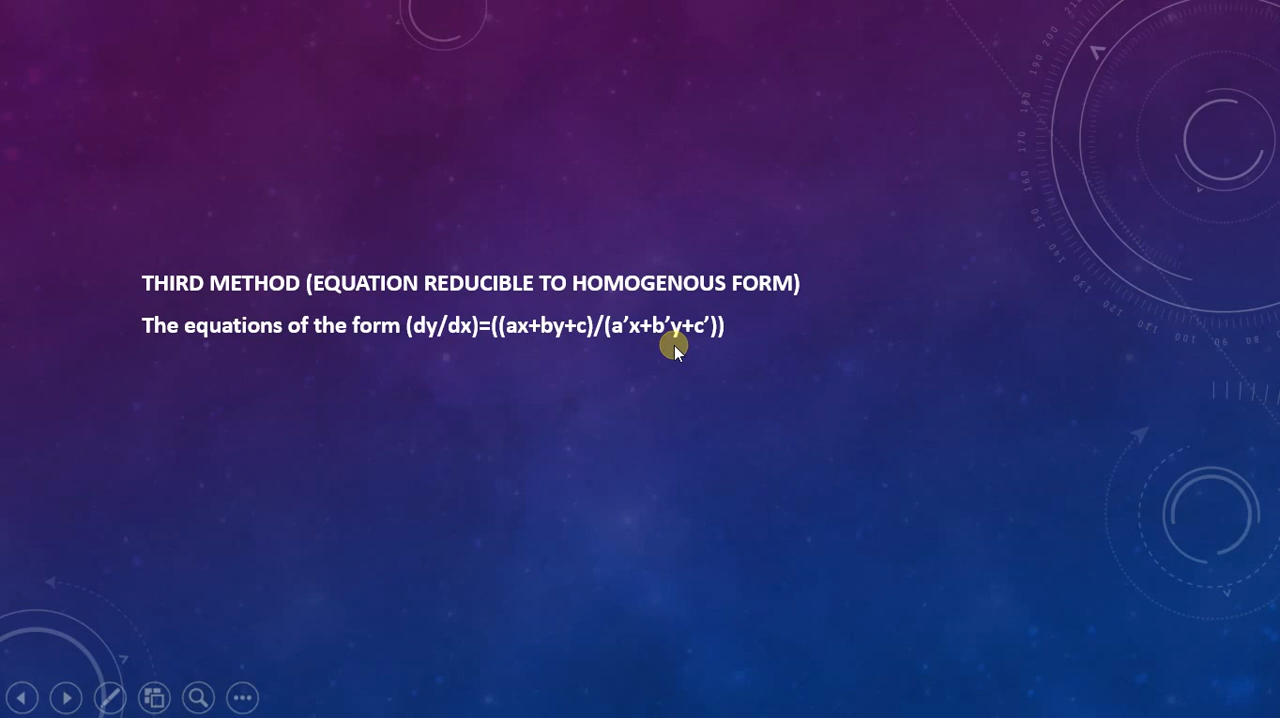 THIRD METHOD (EQUATION REDUCIBLE TO HOMOGENOUS FORM)
The equations of the form (dy/dx)=((ax+by+c)/(a’x+b’y+c’))